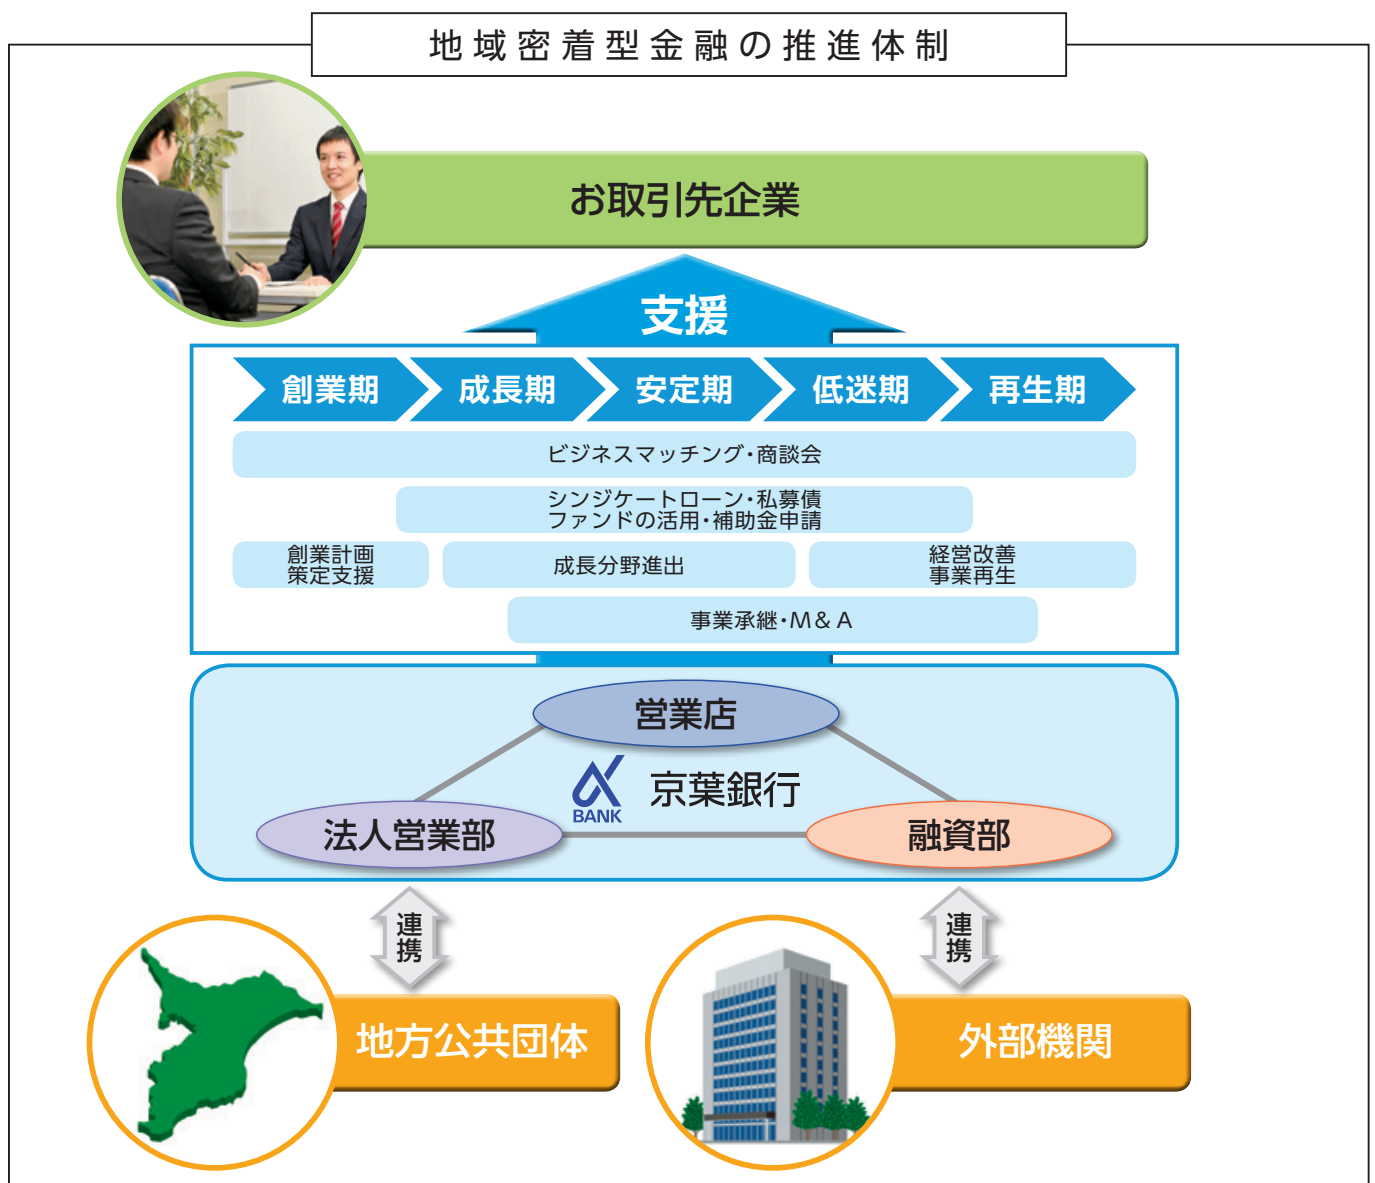 地域密着型金融の推進体制
お取引先企業
支援
創業期
成長期
安定期
低迷期
再生期
ビジネスマッチング・商談会
シンジケートローン・私募債
ファンドの活用・補助金申請
創業計画
策定支援
成長分野進出
経営改善
事業再生
事業承継・M&A
営業店
BANK
京葉銀行
法人営業部
融資部
連携
連携
地方公共団体
外部機関